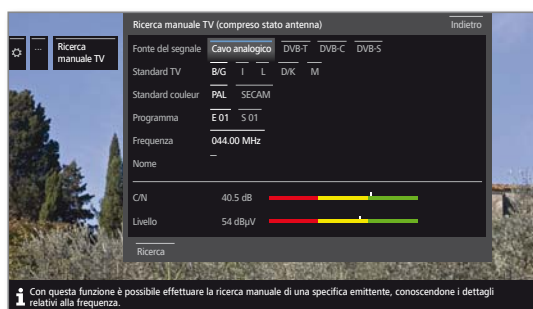 Ricerca manuale TV (compreso stato antenna) Indietro
... Ricerca manuale TV
Fonte del segnale Cavo analogico DVB-T DVB-C DVB-S
Standard TV B/G I L D/K M
Standard couleur PAL SECAM
Programma E 01 S 01
Frequenza 044.00 MHz
Nome –
C/N 40.5 dB
Livello 54 dBµV
Ricerca
i Con questa funzione è possibile effettuare la ricerca manuale di una specifica emittente, conoscendone i dettagli
relativi alla frequenza.